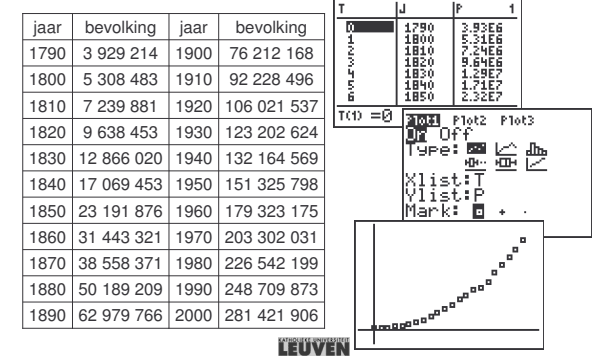 jaar bevolking jaar bevolking
1790 3 929 214 1900 76 212 168
1800 5 308 483 1910 92 228 496
1810 7 239 881 1920 106 021 537
1820 9 638 453 1930 123 202 624
1830 12 866 020 1940 132 164 569
1840 17 069 453 1950 151 325 798
1850 23 191 876 1960 179 323 175
1860 31 443 321 1970 203 302 031
1870 38 558 371 1980 226 542 199
1880 50 189 209 1990 248 709 873
1890 62 979 766 2000 281 421 906
T J P 1
0 1790 3.93E6
1 1800 5.31E6
2 1810 7.24E6
3 1820 9.64E6
4 1830 1.29E7
5 1840 1.71E7
6 1850 2.32E7
T(1) =0
Plot1 Plot2 Plot3
On Off
Type:
Xlist:T
Ylist:P
Mark: + .
KATHOLIEKE UNIVERSITEIT
LEUVEN